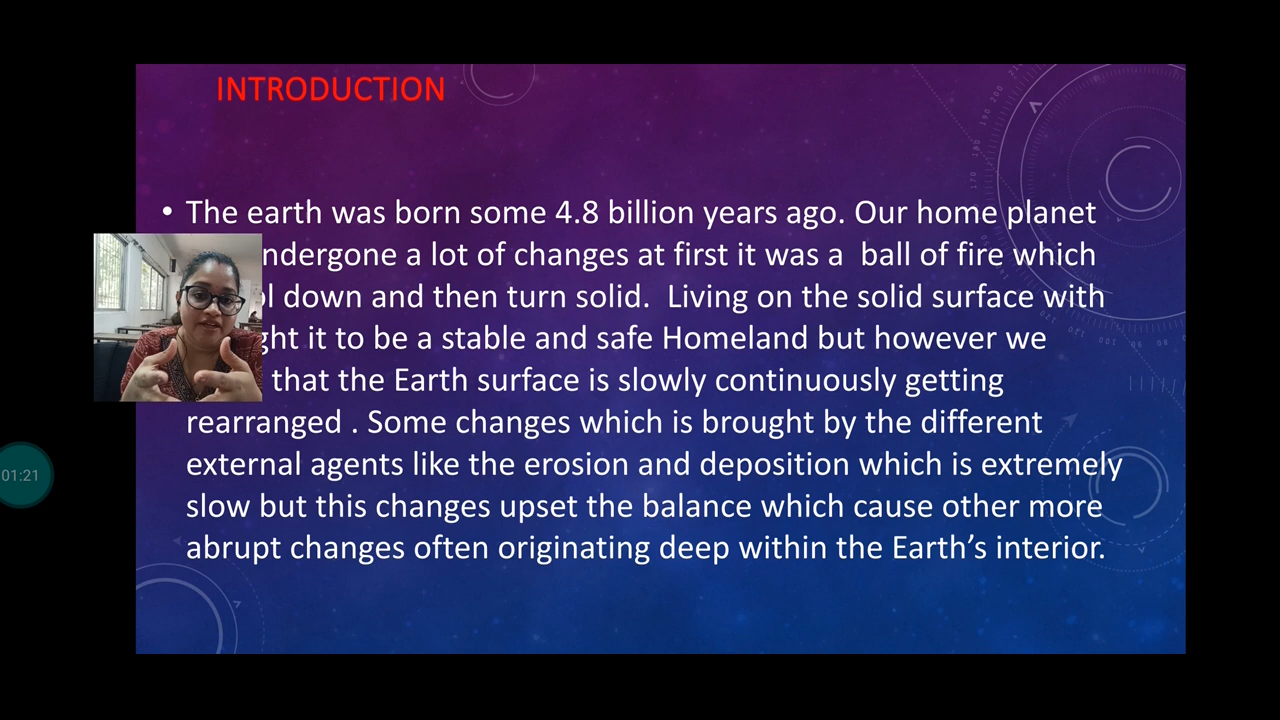 INTRODUCTION
• The earth was born some 4.8 billion years ago. Our home planet
ndergone a lot of changes at first it was a ball of fire which
l down and then turn solid. Living on the solid surface with
ght it to be a stable and safe Homeland but however we
that the Earth surface is slowly continuously getting
rearranged . Some changes which is brought by the different
external agents like the erosion and deposition which is extremely
slow but this changes upset the balance which cause other more
abrupt changes often originating deep within the Earth's interior.
01:21